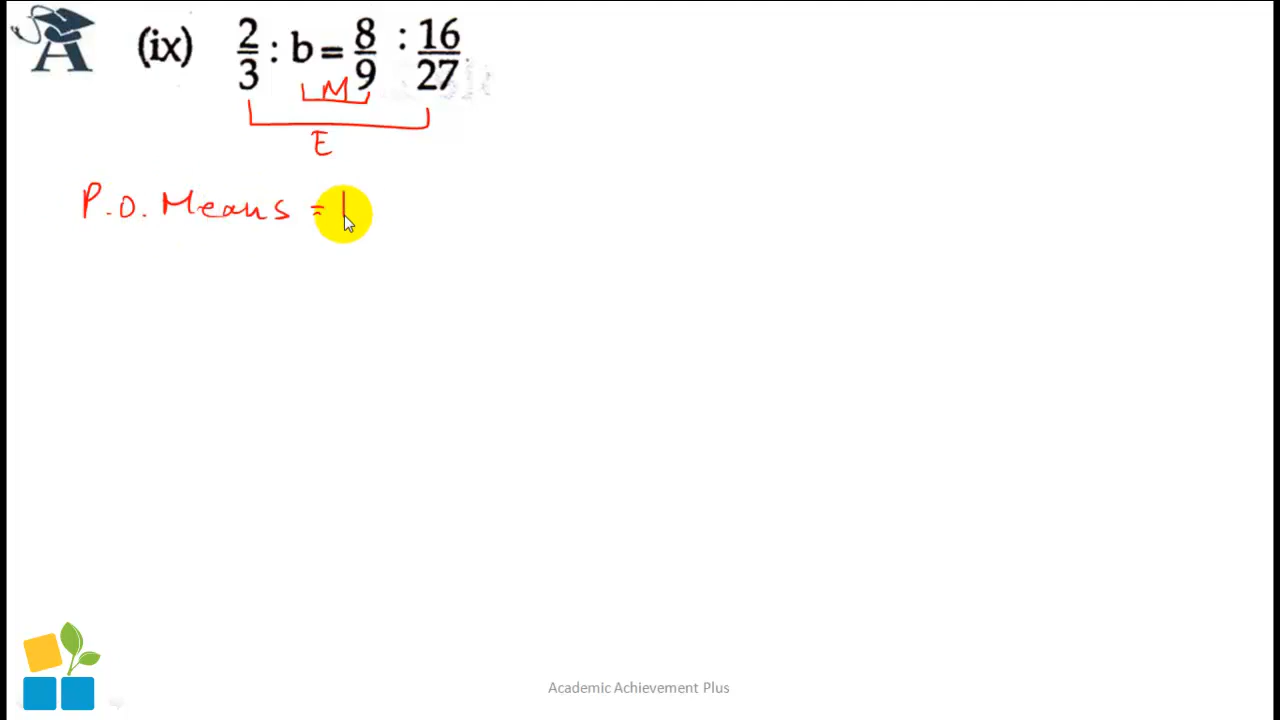 (ix) 2/3 : b = 8/9 : 16/27
M
E
P.O. Means =
Academic Achievement Plus